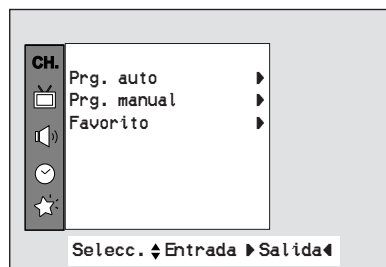 CH.
Prg. auto
Prg. manual
Favorito
Selecc. Entrada Salida